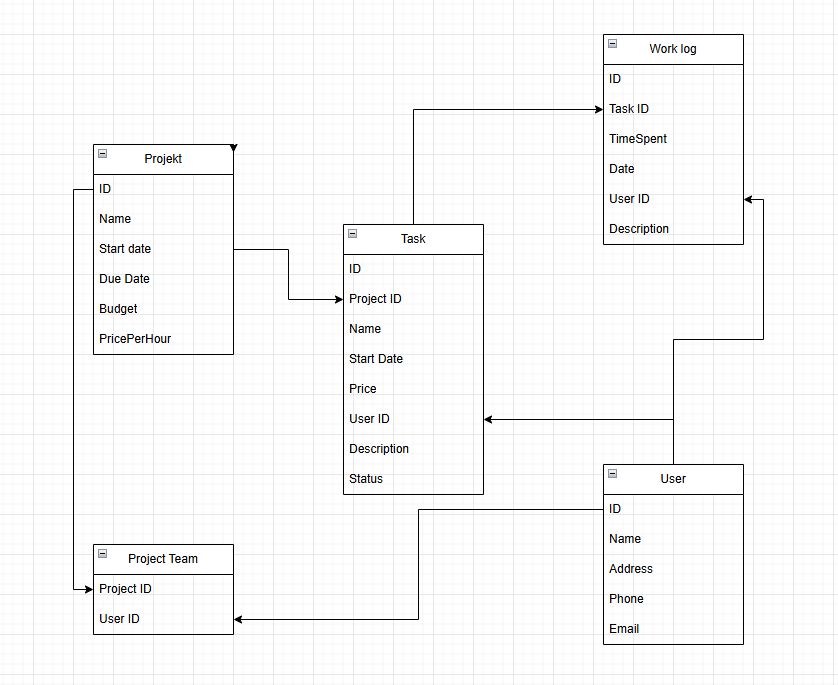 Work log
ID
Task ID
TimeSpent
Date
User ID
Description
Projekt
ID
Name
Start date
Due Date
Budget
PricePerHour
Task
ID
Project ID
Name
Start Date
Price
User ID
Description
Status
User
ID
Name
Address
Phone
Email
Project Team
Project ID
User ID